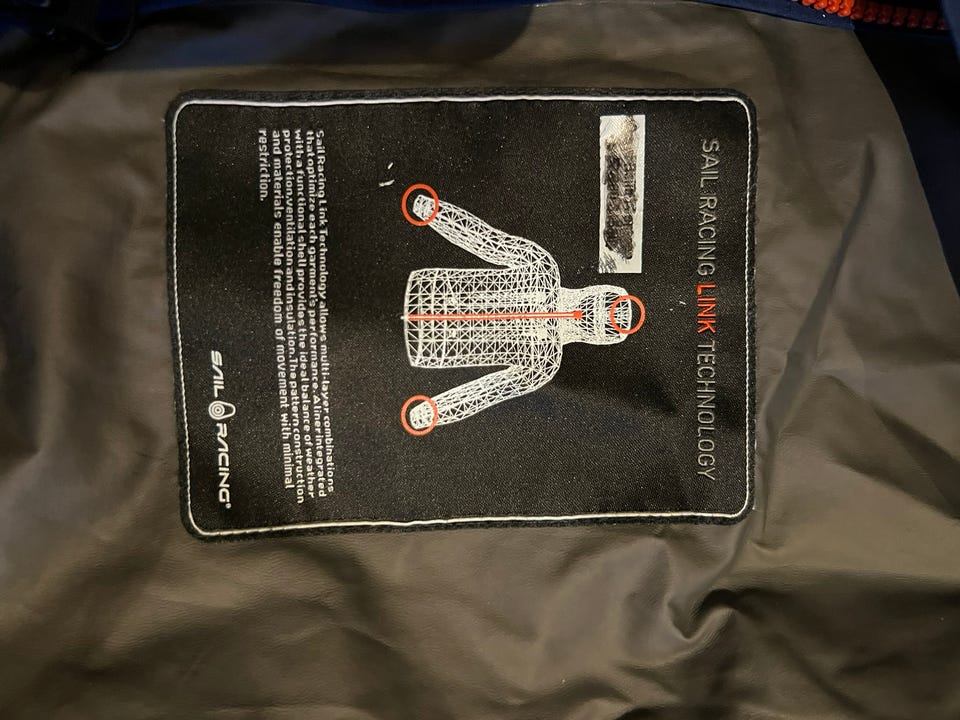 SAIL RACING LINK TECHNOLOGY
Sail Racing Link Technology allows multi-layer combinations
that optimize each garment's performance. A liner integrated
with a functional shell provides the ideal balance of weather
protection, ventilation and insulation. The pattern construction
and materials enable freedom of movement with minimal
restriction.
SAIL RACING®